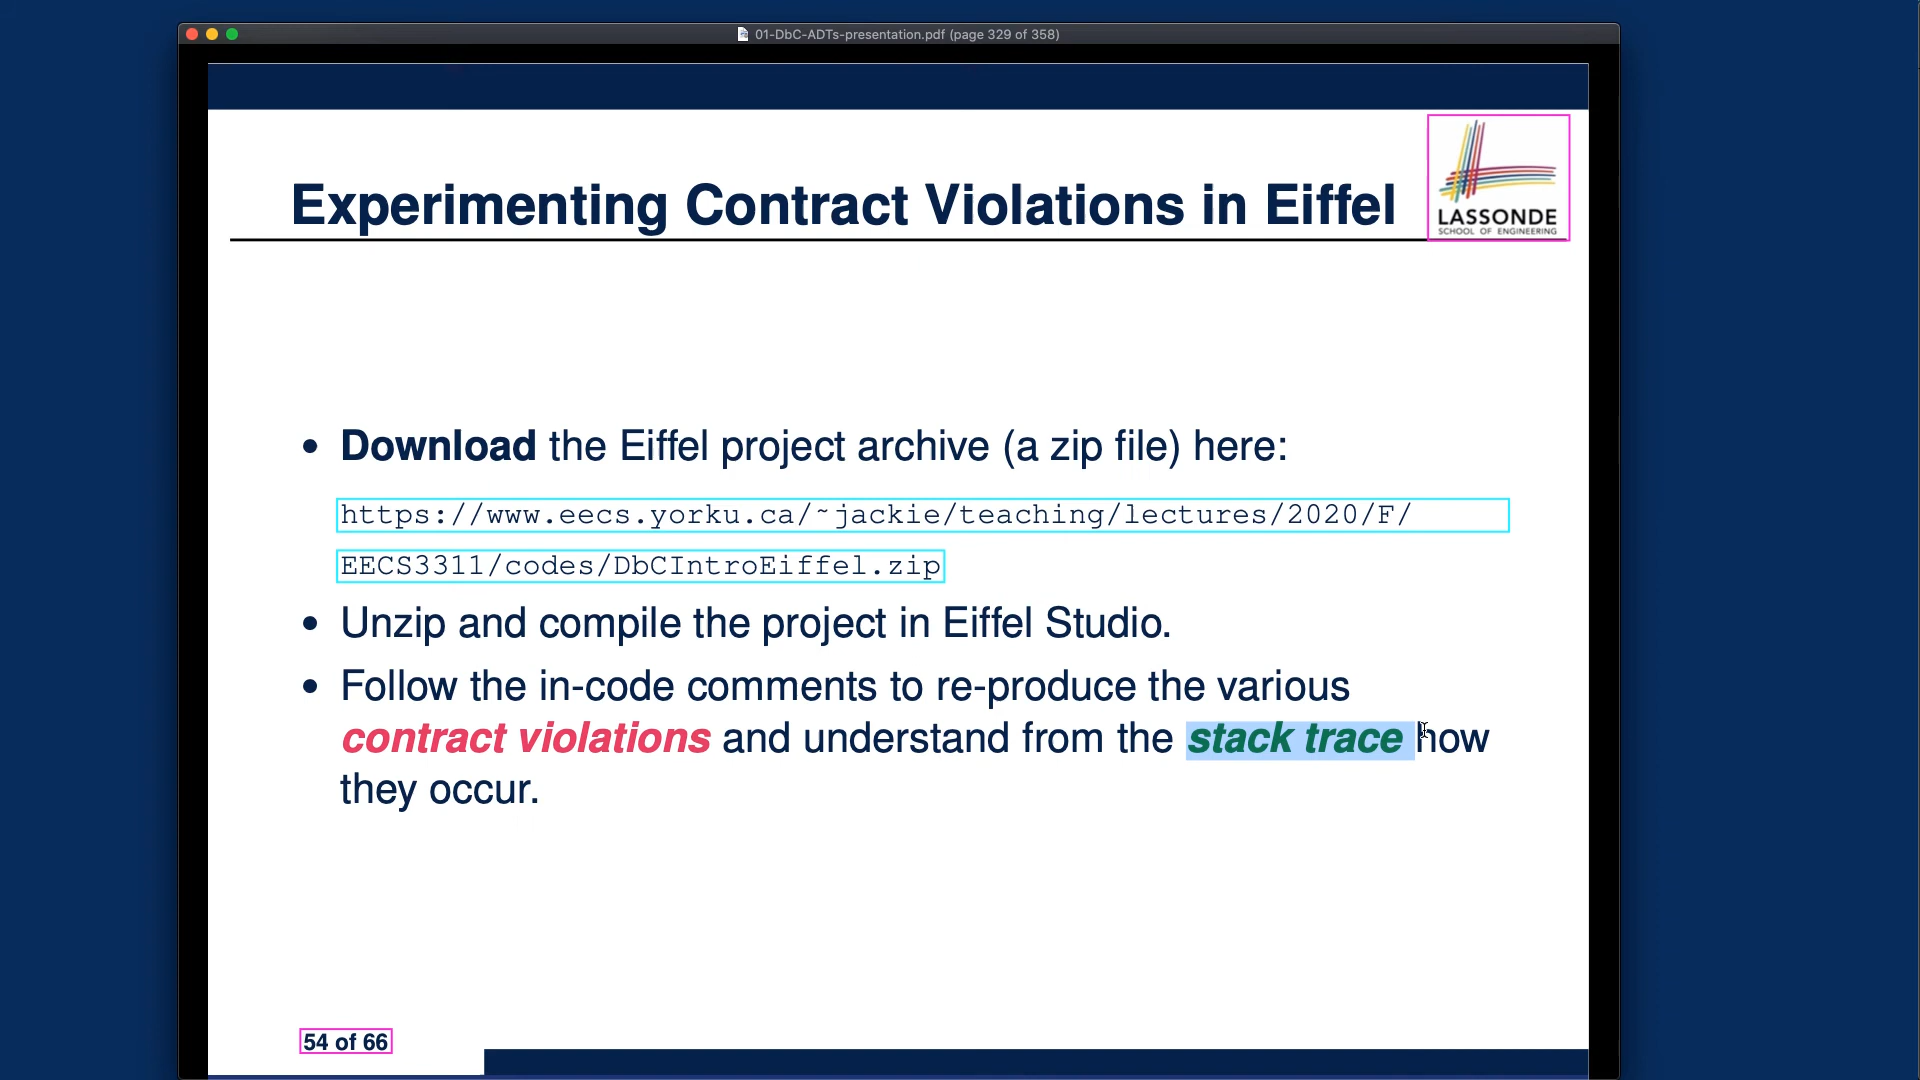 01-DbC-ADTs-presentation.pdf (page 329 of 358)
Experimenting Contract Violations in Eiffel
LASSONDE
SCHOOL OF ENGINEERING
• Download the Eiffel project archive (a zip file) here:
https://www.eecs.yorku.ca/~jackie/teaching/lectures/2020/F/
EECS3311/codes/DbCIntroEiffel.zip
• Unzip and compile the project in Eiffel Studio.
• Follow the in-code comments to re-produce the various
contract violations and understand from the stack trace how
they occur.
54 of 66